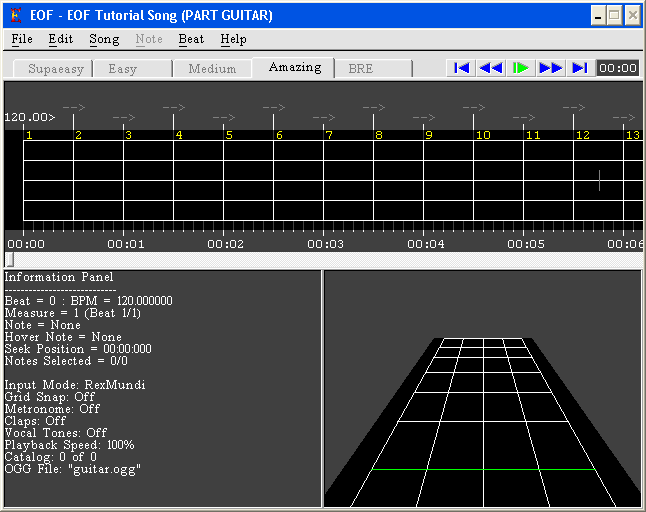 EOF - EOF Tutorial Song (PART GUITAR)
File Edit Song Note Beat Help
Supaeasy Easy Medium Amazing BRE 00:00
--> --> --> --> --> --> --> --> --> --> --> -->
120.00>
1 2 3 4 5 6 7 8 9 10 11 12 13
00:00 00:01 00:02 00:03 00:04 00:05 00:06
Information Panel
----------------------------
Beat = 0 : BPM = 120.000000
Measure = 1 (Beat 1/1)
Note = None
Hover Note = None
Seek Position = 00:00:000
Notes Selected = 0/0
Input Mode: RexMundi
Grid Snap: Off
Metronome: Off
Claps: Off
Vocal Tones: Off
Playback Speed: 100%
Catalog: 0 of 0
OGG File: "guitar.ogg"